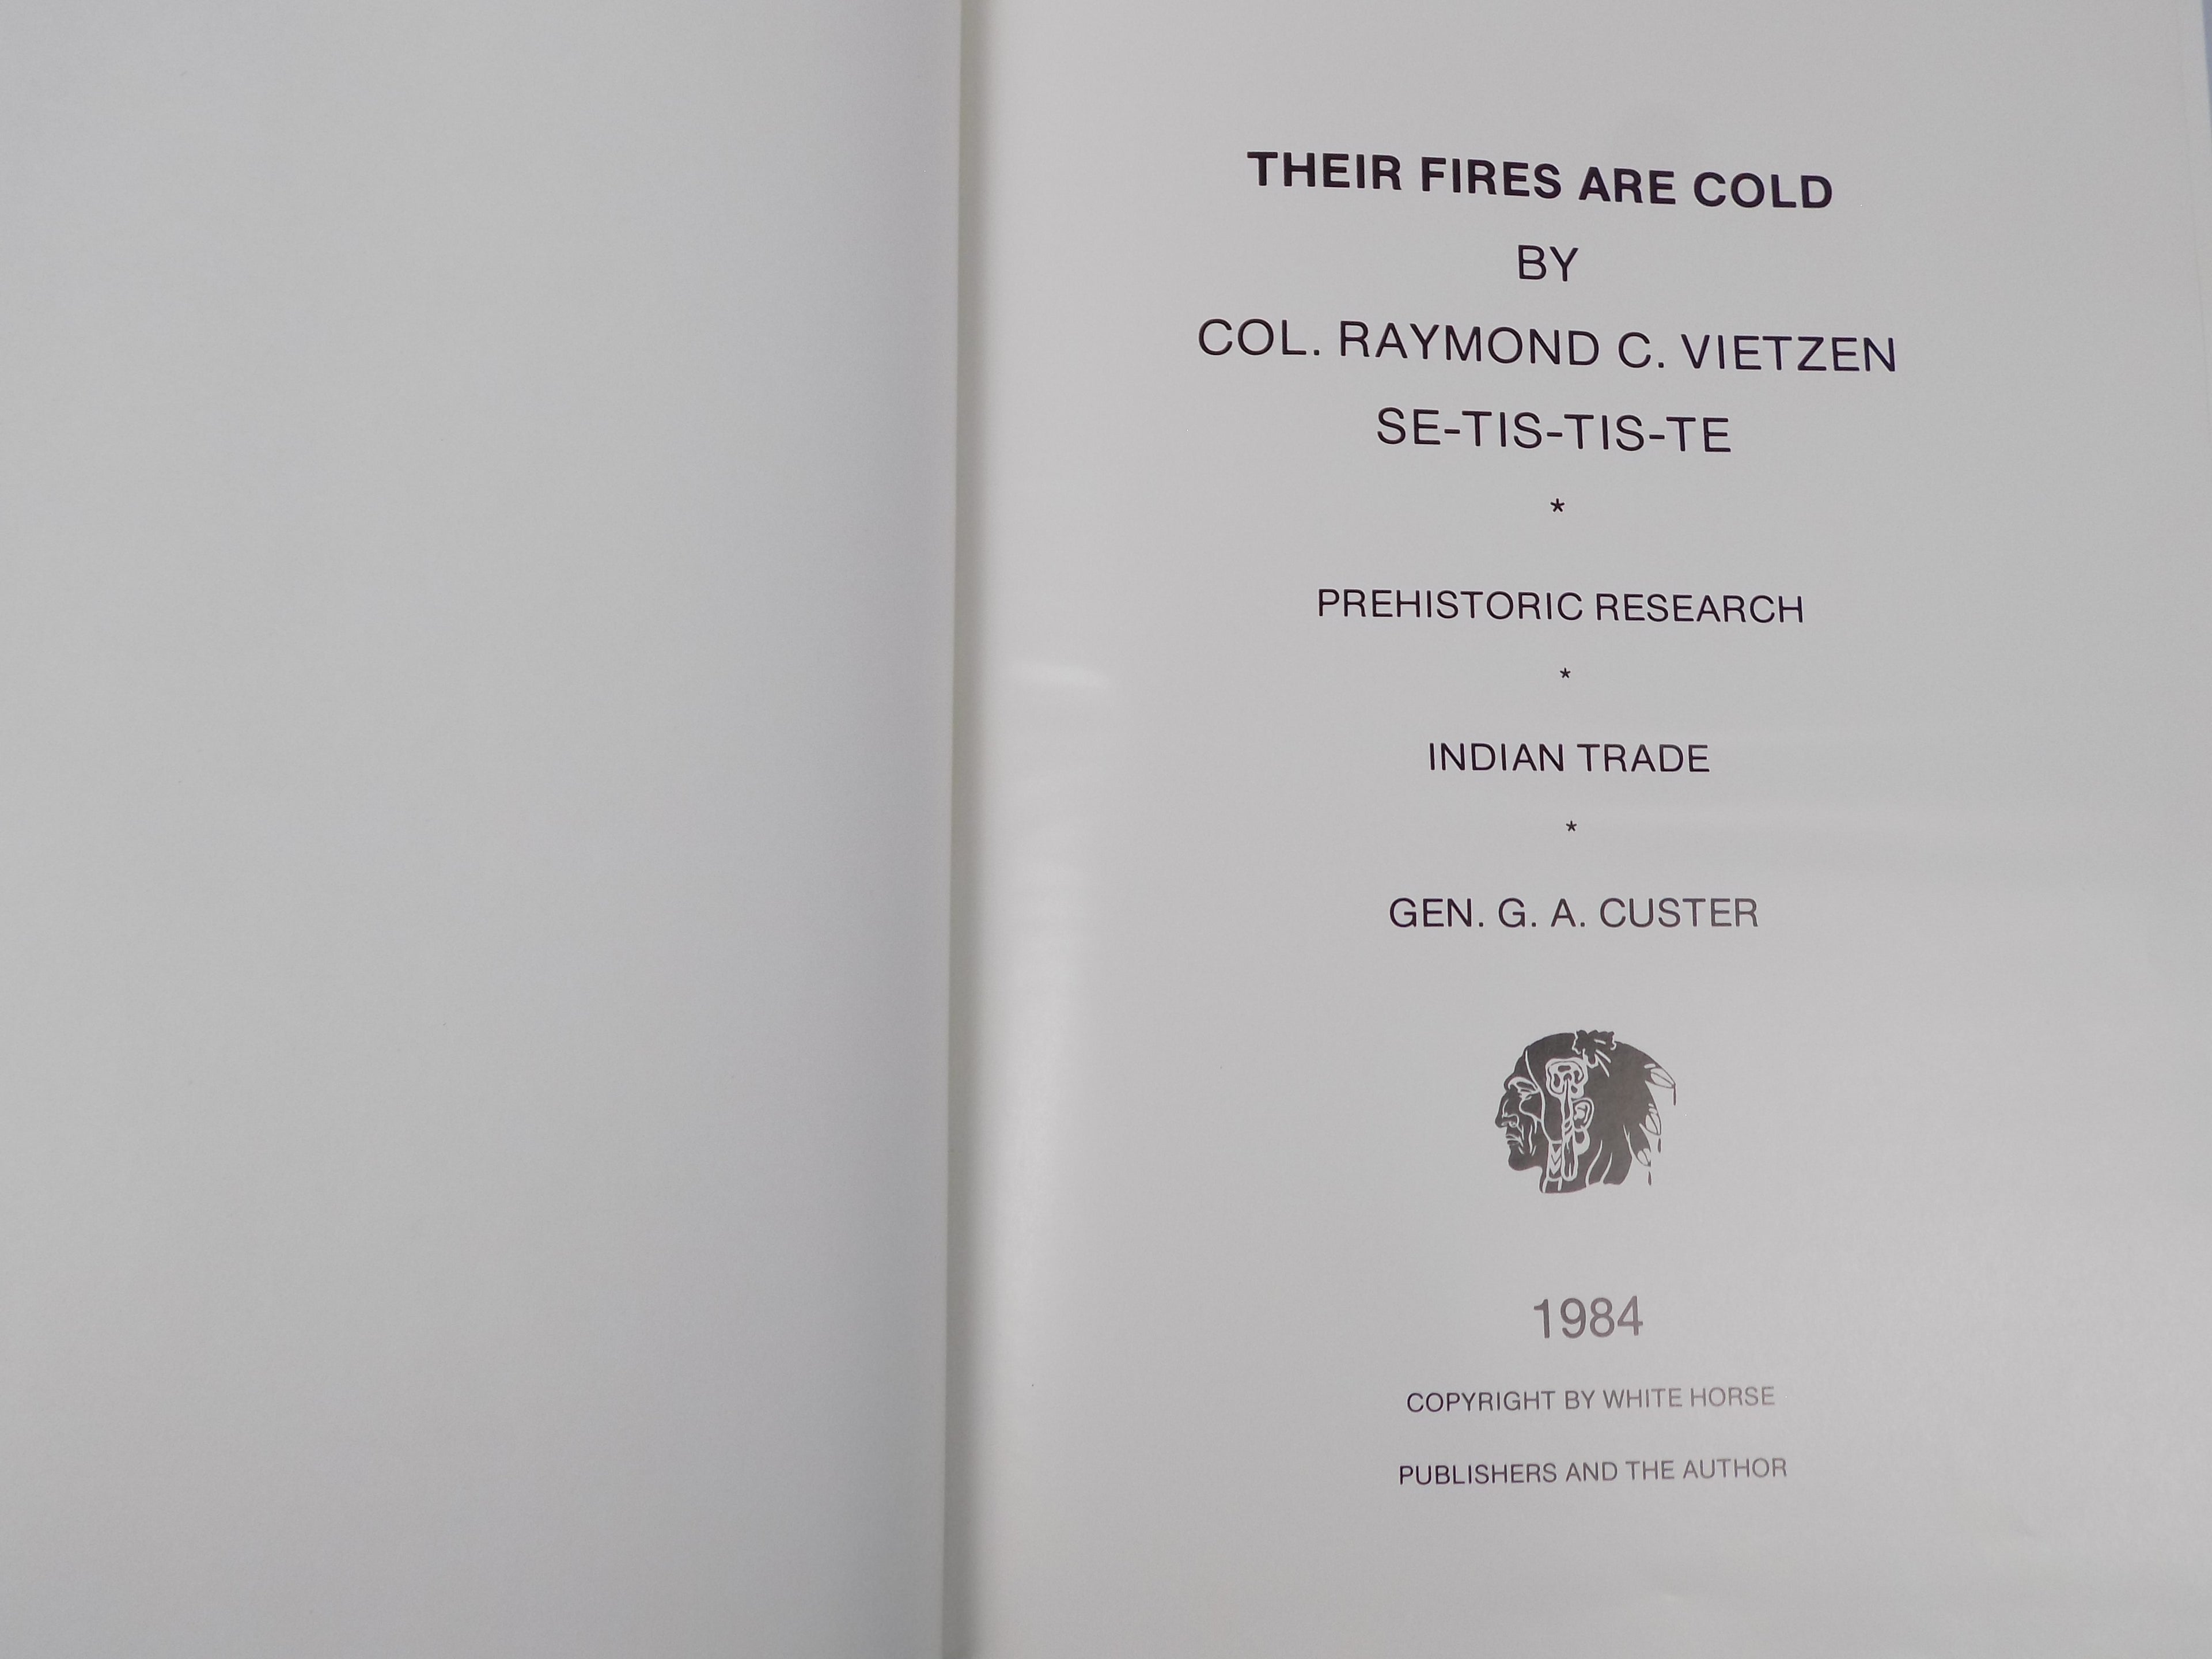 THEIR FIRES ARE COLD
BY
COL. RAYMOND C. VIETZEN
SE-TIS-TIS-TE
*
PREHISTORIC RESEARCH
*
INDIAN TRADE
*
GEN. G. A. CUSTER
1984
COPYRIGHT BY WHITE HORSE
PUBLISHERS AND THE AUTHOR